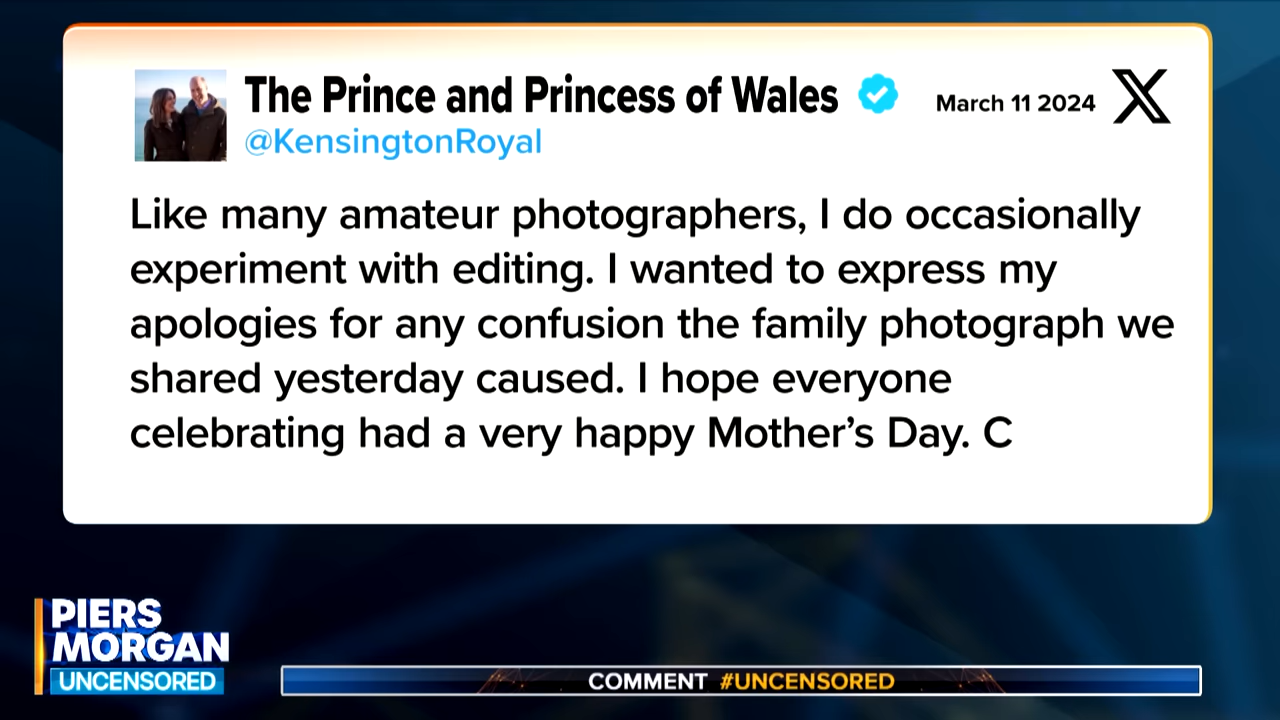 The Prince and Princess of Wales
March 11 2024
@KensingtonRoyal
Like many amateur photographers, I do occasionally
experiment with editing. I wanted to express my
apologies for any confusion the family photograph we
shared yesterday caused. I hope everyone
celebrating had a very happy Mother’s Day. C
PIERS
MORGAN
UNCENSORED
COMMENT #UNCENSORED